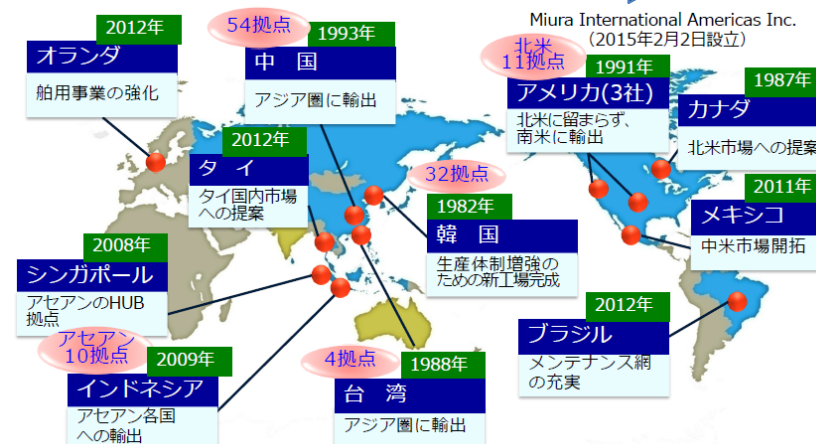 Miura International Americas Inc.
(2015年2月2日設立)
2012年
オランダ
舶用事業の強化
54拠点
1993年
中 国
アジア圏に輸出
北米
11拠点
1991年
アメリカ(3社)
北米に留まらず、
南米に輸出
1987年
カナダ
北米市場への提案
2012年
タ イ
タイ国内市場
への提案
32拠点
1982年
韓 国
生産体制増強の
ための新工場完成
2011年
メキシコ
中米市場開拓
2008年
シンガポール
アセアンのHUB
拠点
2012年
ブラジル
メンテナンス網
の充実
アセアン
10拠点
2009年
インドネシア
アセアン各国
への輸出
4拠点
1988年
台 湾
アジア圏に輸出